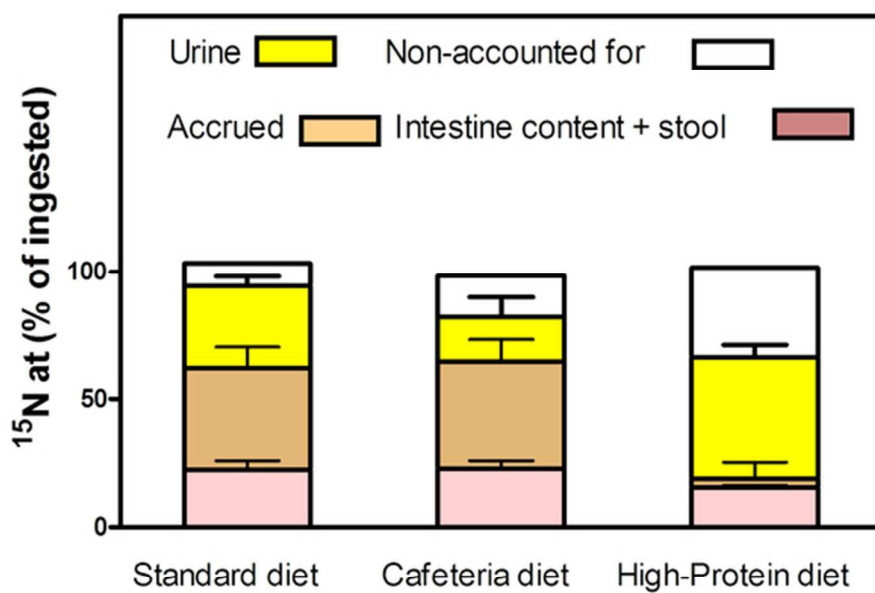 Urine Non-accounted for
Accrued Intestine content + stool
¹⁵N at (% of ingested)
100
50
0
Standard diet Cafeteria diet High-Protein diet